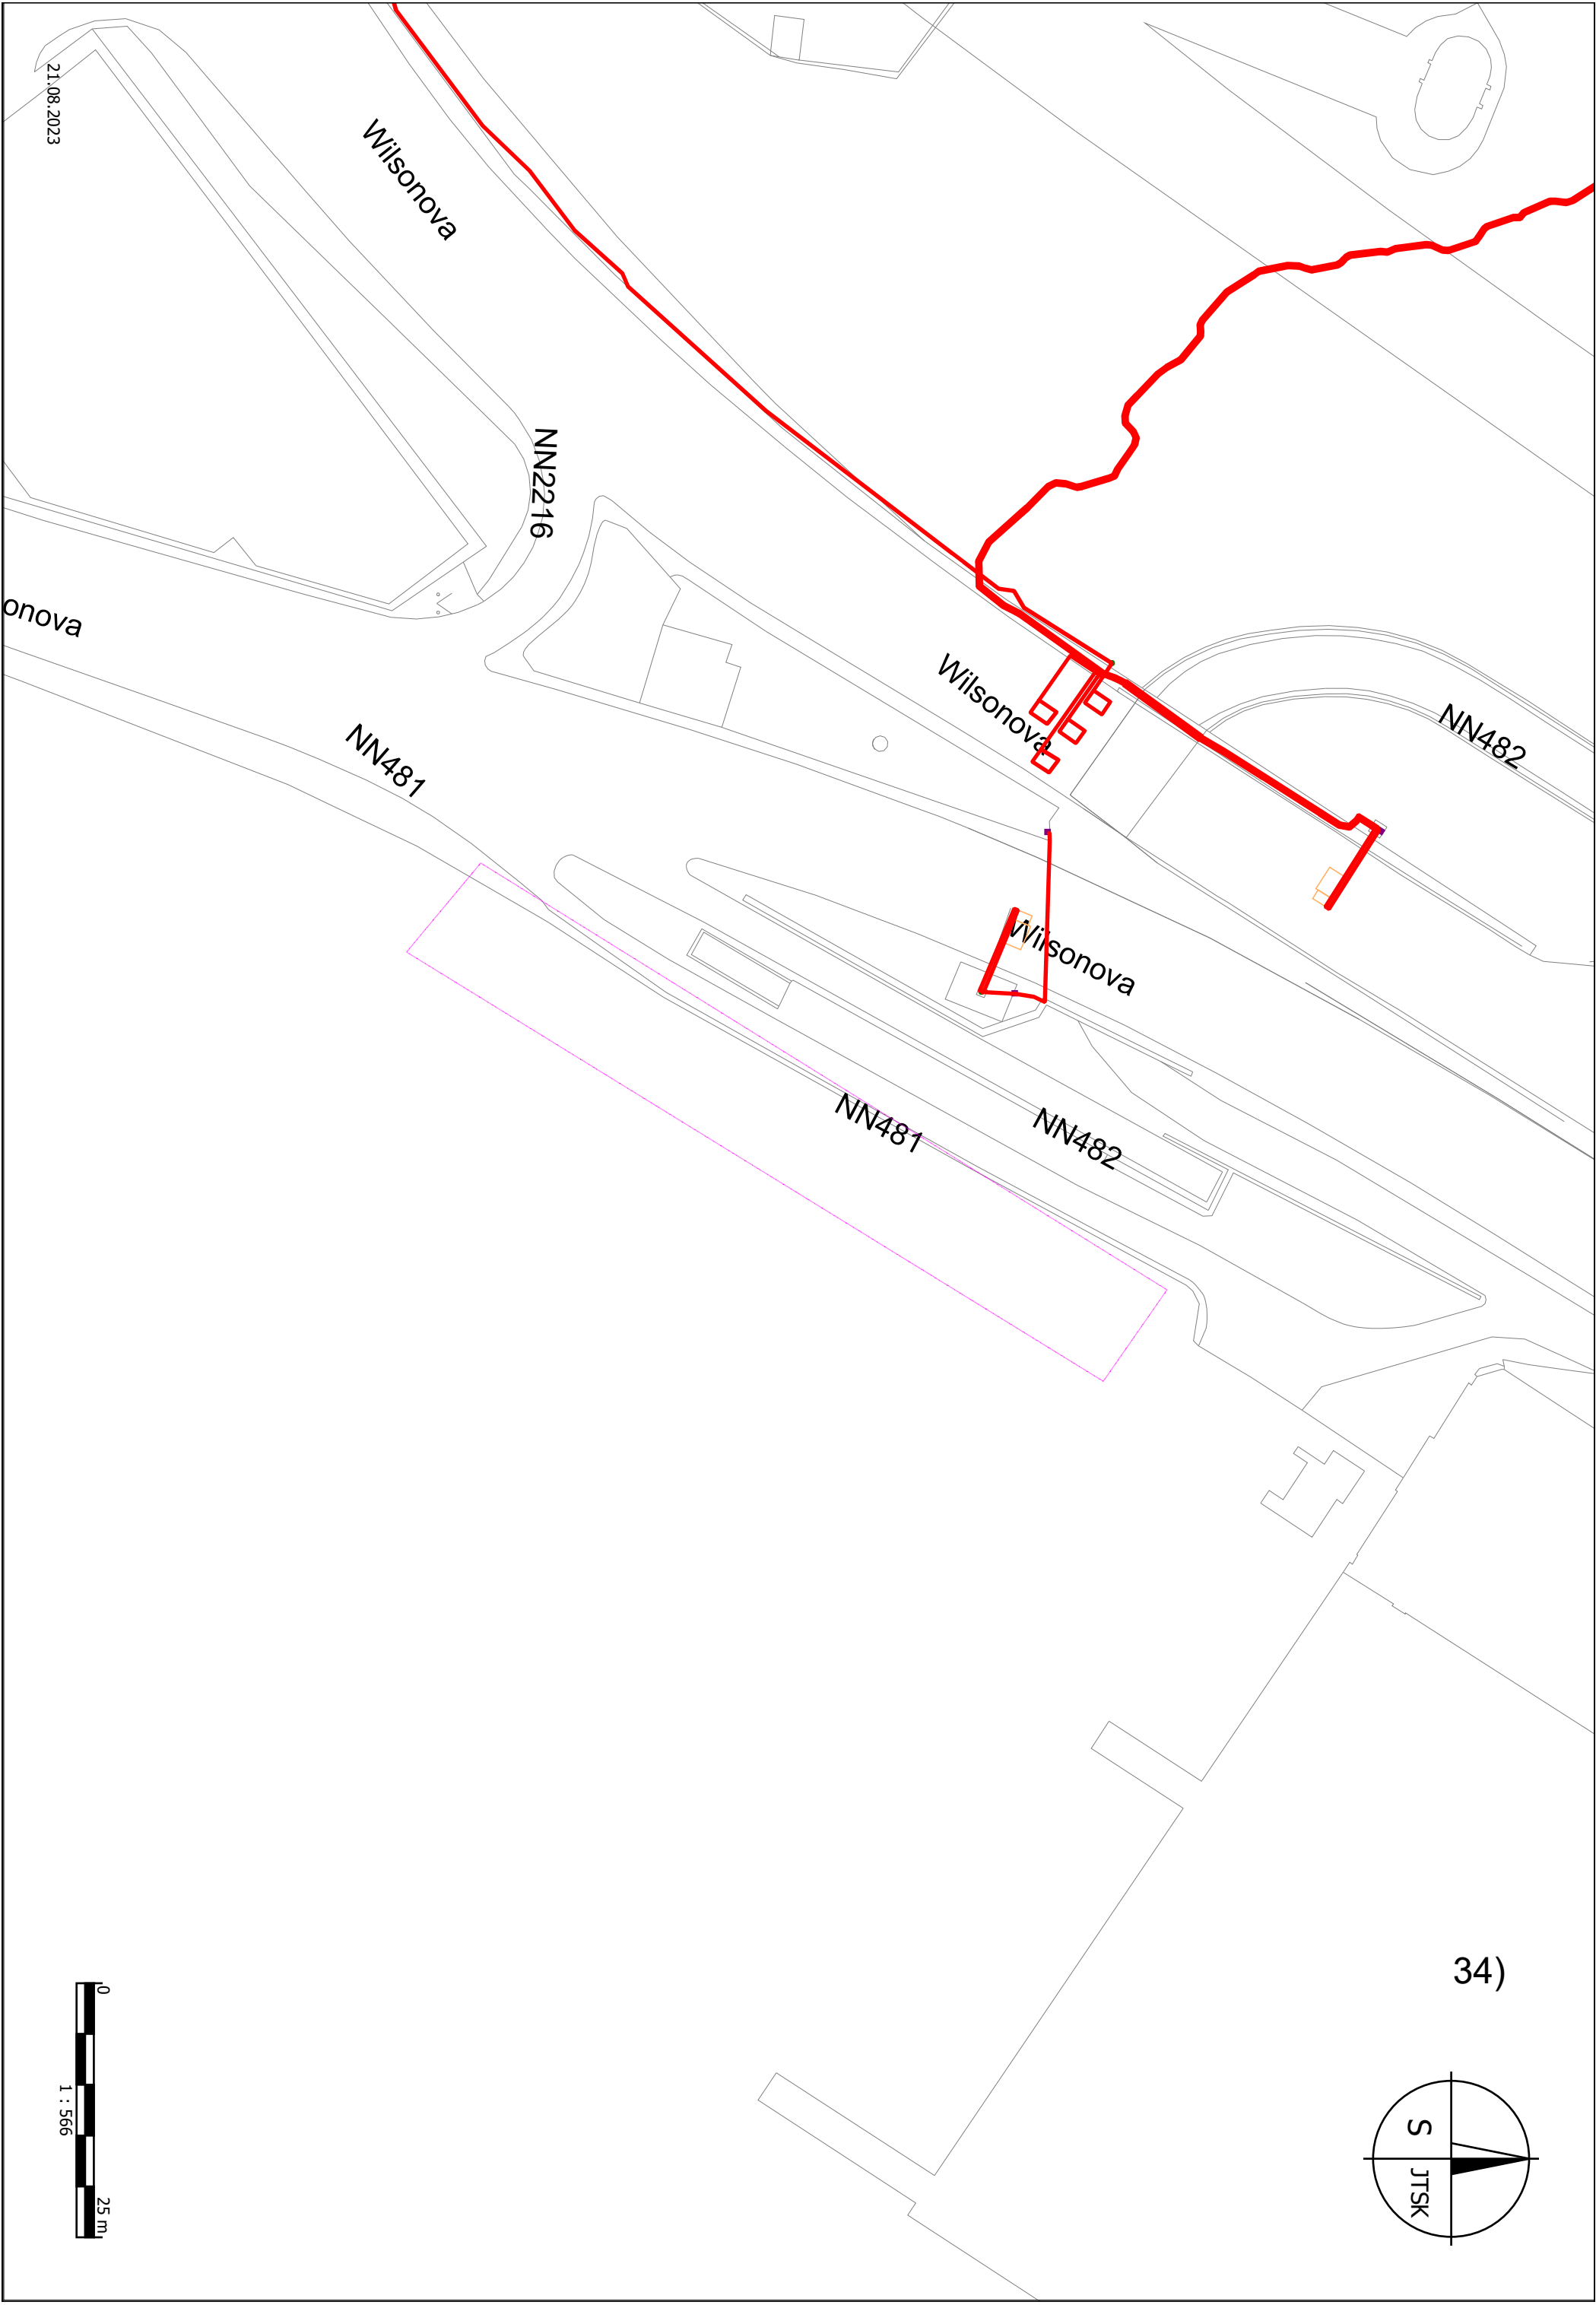 21.08.2023
Wilsonova
NN2216
onova
NN481
Wilsonova
NN482
Wilsonova
NN481
NN482
34)
S
JTSK
0
25 m
1 : 566